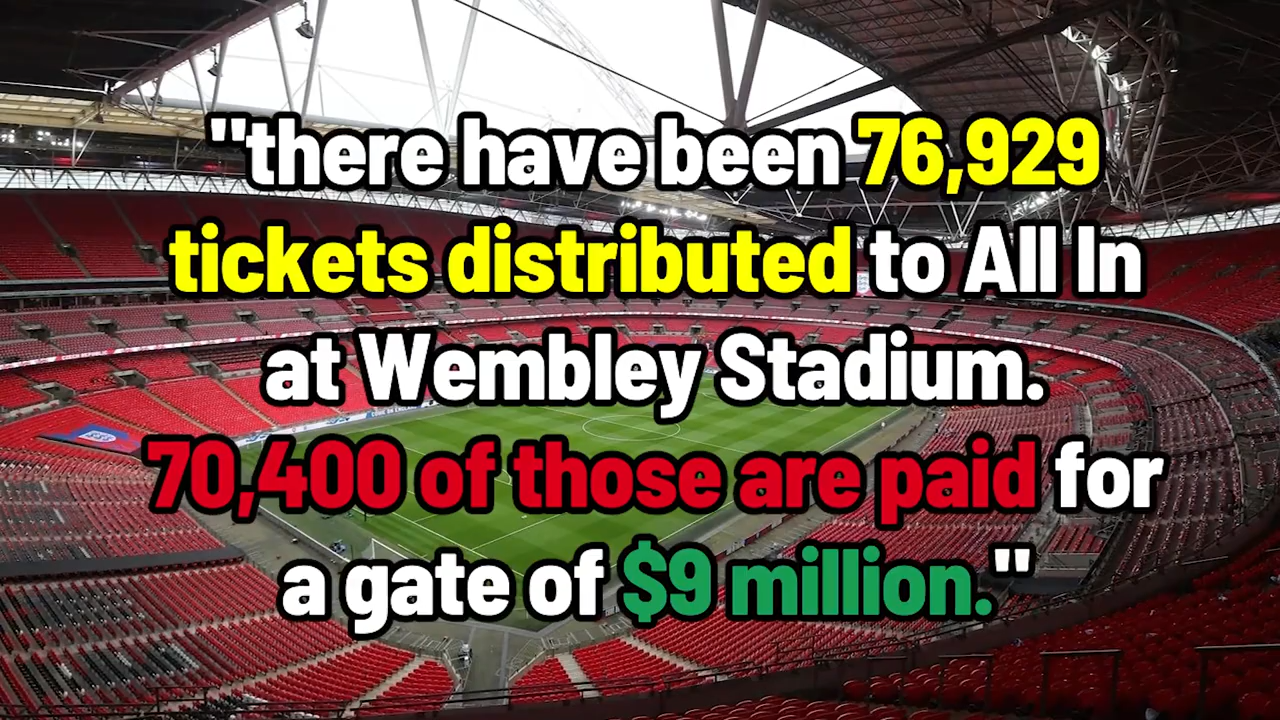 "there have been 76,929
tickets distributed to All In
at Wembley Stadium.
70,400 of those are paid for
a gate of $9 million."